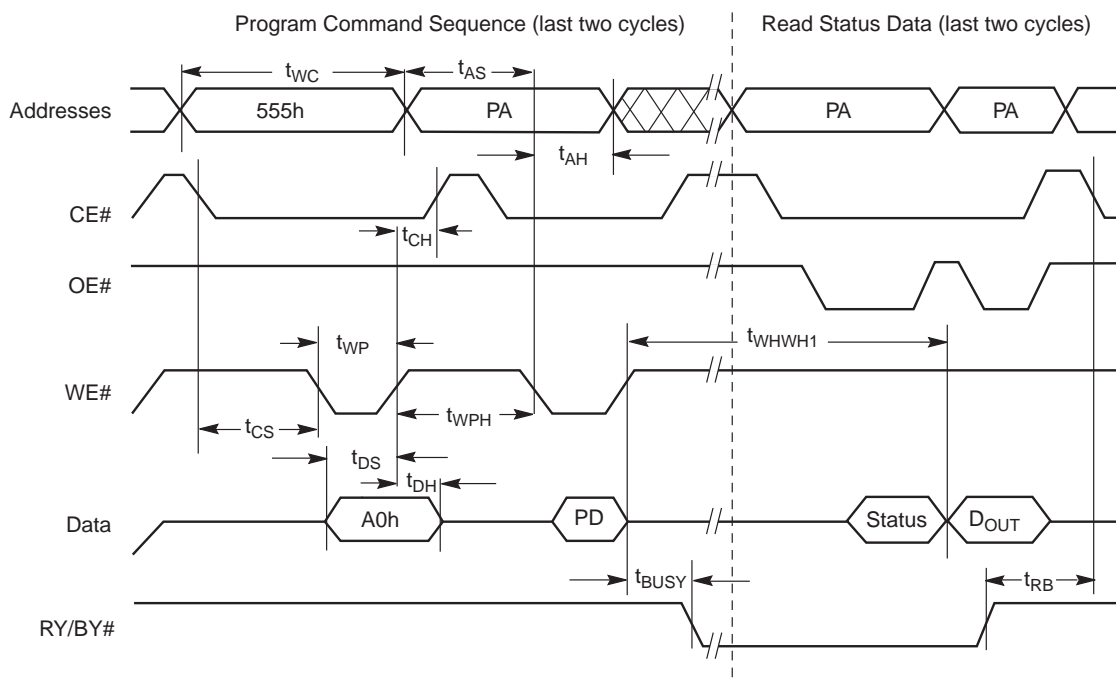 Program Command Sequence (last two cycles) Read Status Data (last two cycles)
tWC tAS
Addresses 555h PA PA PA
tAH
CE#
tCH
OE#
tWP tWHWH1
WE#
tCS tWPH
tDS
tDH
Data A0h PD Status DOUT
tBUSY tRB
RY/BY#